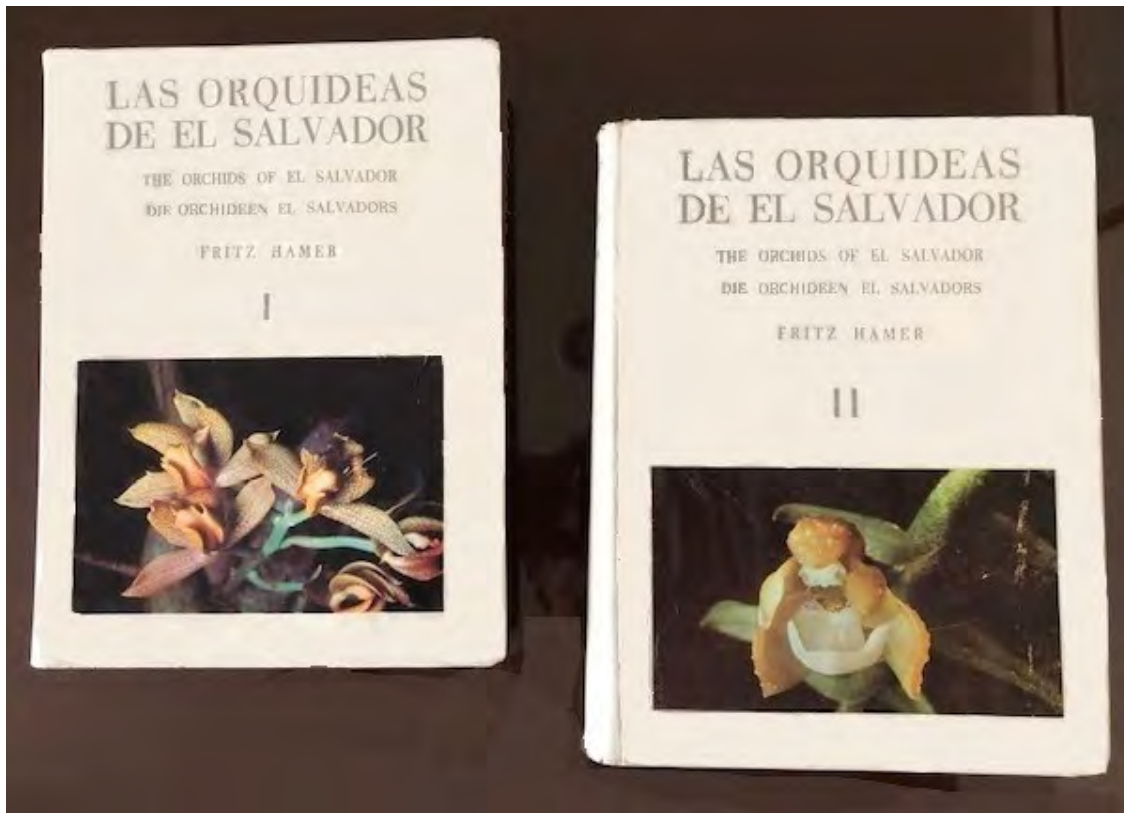 LAS ORQUIDEAS
DE EL SALVADOR
THE ORCHIDS OF EL SALVADOR
DIE ORCHIDEEN EL SALVADORS
FRITZ HAMER
I
LAS ORQUIDEAS
DE EL SALVADOR
THE ORCHIDS OF EL SALVADOR
DIE ORCHIDEEN EL SALVADORS
FRITZ HAMER
II